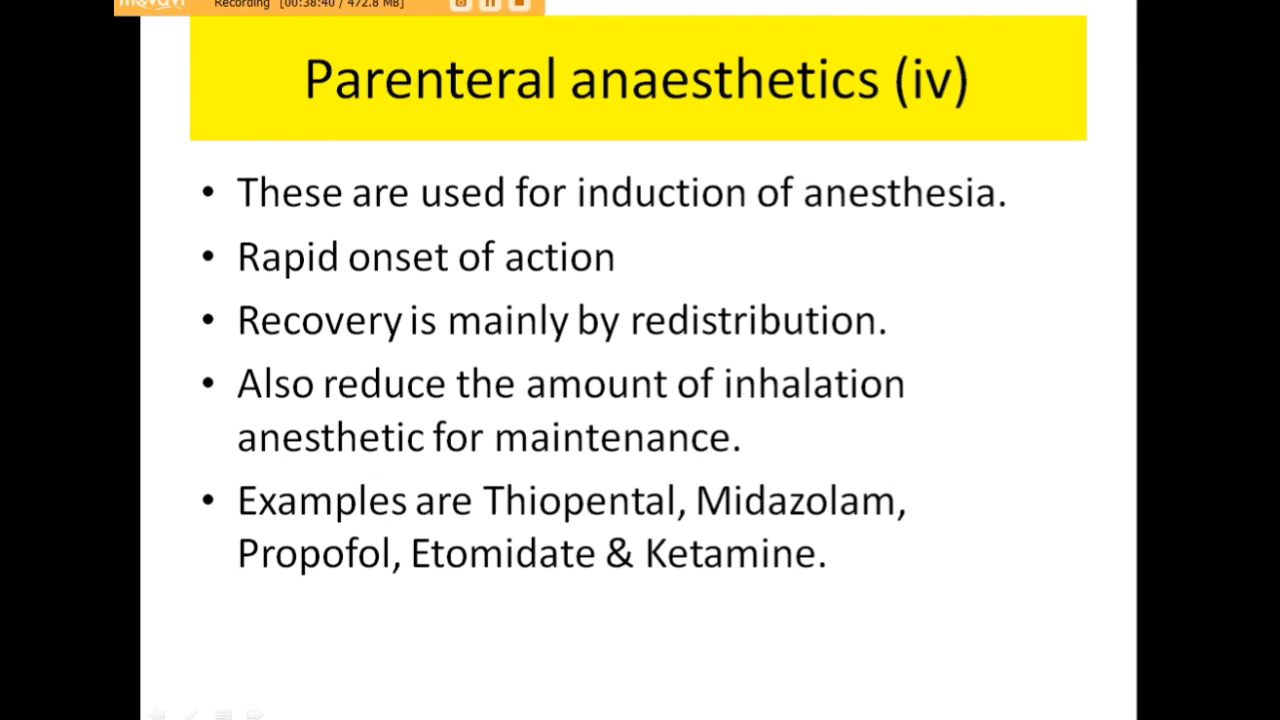 Recording [00:38:40 / 472.8 MB]
Parenteral anaesthetics (iv)
• These are used for induction of anesthesia.
• Rapid onset of action
• Recovery is mainly by redistribution.
• Also reduce the amount of inhalation
anesthetic for maintenance.
• Examples are Thiopental, Midazolam,
Propofol, Etomidate & Ketamine.